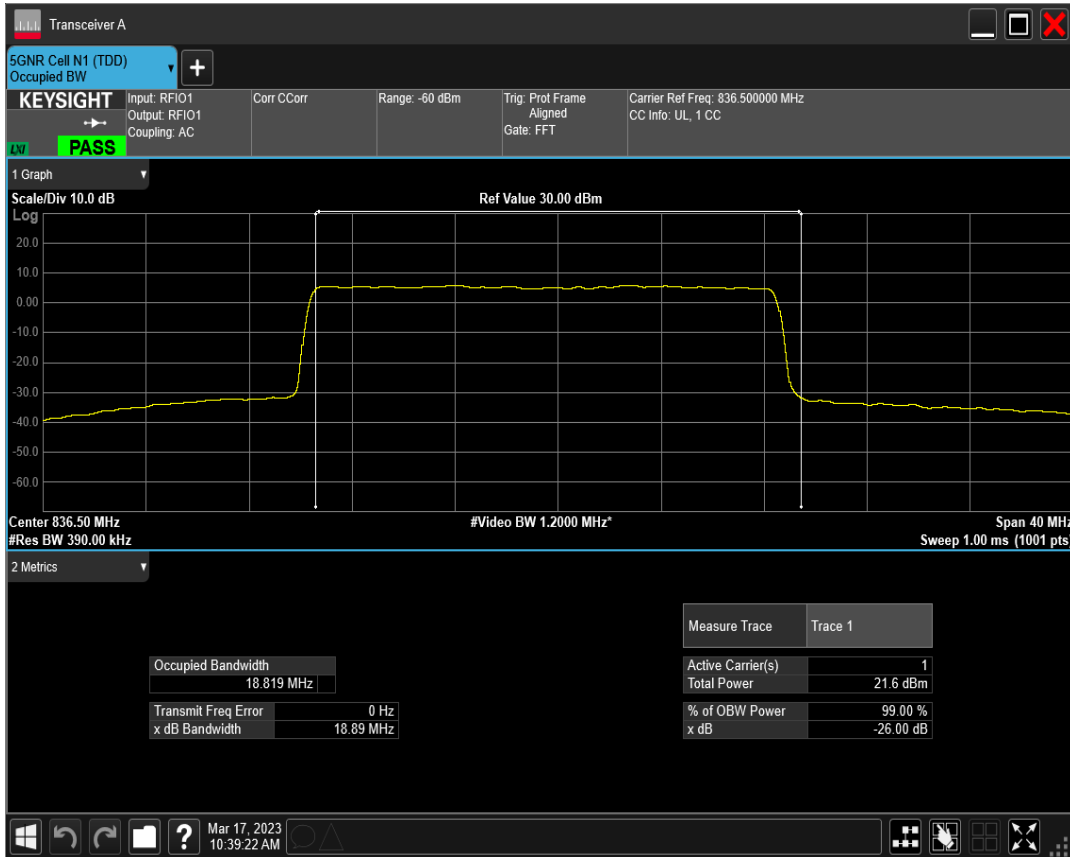 Transceiver A
5GNR Cell N1 (TDD)
Occupied BW
+
KEYSIGHT
LXI
PASS
Input: RFIO1
Output: RFIO1
Coupling: AC
Corr CCorr
Range: -60 dBm
Trig: Prot Frame
Aligned
Gate: FFT
Carrier Ref Freq: 836.500000 MHz
CC Info: UL, 1 CC
1 Graph
Scale/Div 10.0 dB
Ref Value 30.00 dBm
Log
20.0
10.0
0.00
-10.0
-20.0
-30.0
-40.0
-50.0
-60.0
Center 836.50 MHz
#Video BW 1.2000 MHz*
Span 40 MHz
#Res BW 390.00 kHz
Sweep 1.00 ms (1001 pts)
2 Metrics
Measure Trace Trace 1
Occupied Bandwidth
18.819 MHz
Active Carrier(s) 1
Total Power 21.6 dBm
Transmit Freq Error 0 Hz
x dB Bandwidth 18.89 MHz
% of OBW Power 99.00 %
x dB -26.00 dB
?
Mar 17, 2023
10:39:22 AM